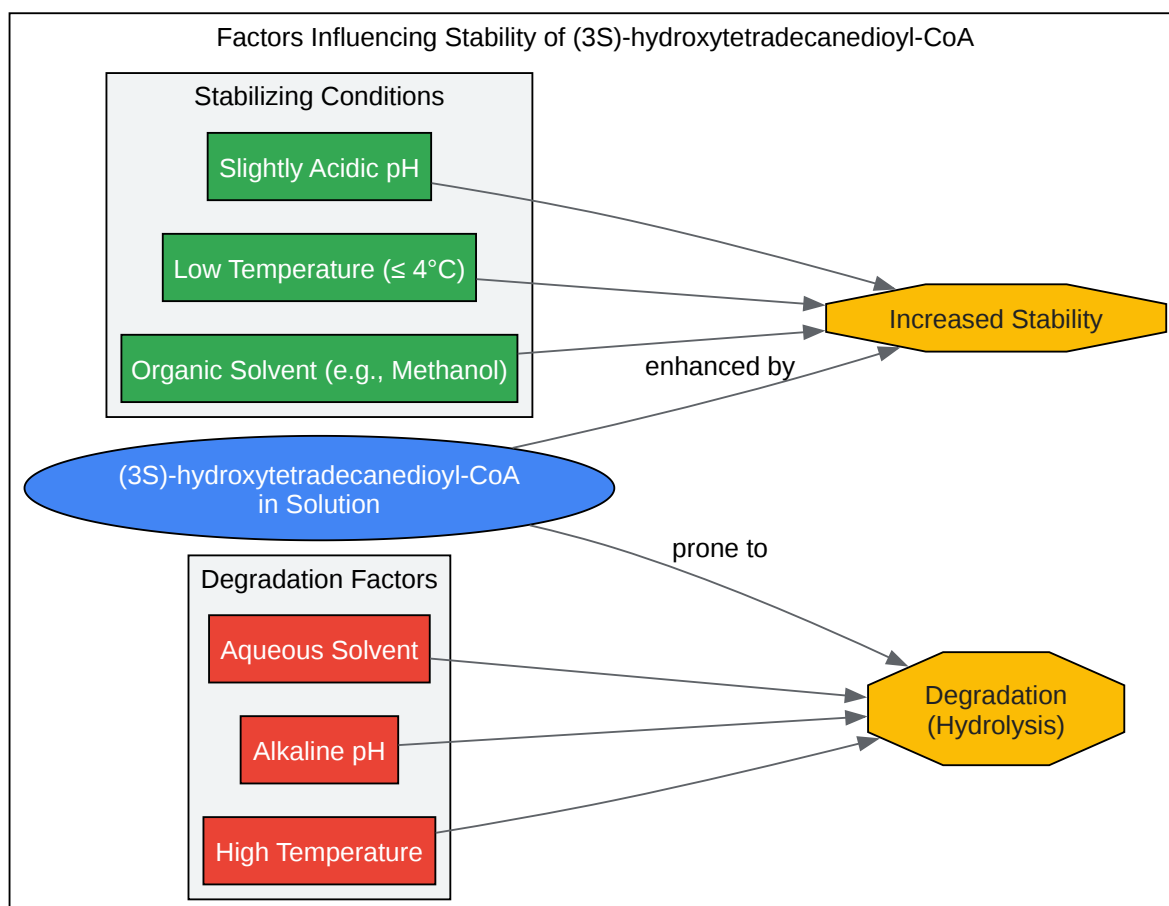 Factors Influencing Stability of (3S)-hydroxytetradecanedioyl-CoA
Stabilizing Conditions
Slightly Acidic pH
Low Temperature (≤ 4°C)
Organic Solvent (e.g., Methanol)
Increased Stability
enhanced by
(3S)-hydroxytetradecanedioyl-CoA
in Solution
prone to
Degradation Factors
Aqueous Solvent
Alkaline pH
High Temperature
Degradation
(Hydrolysis)